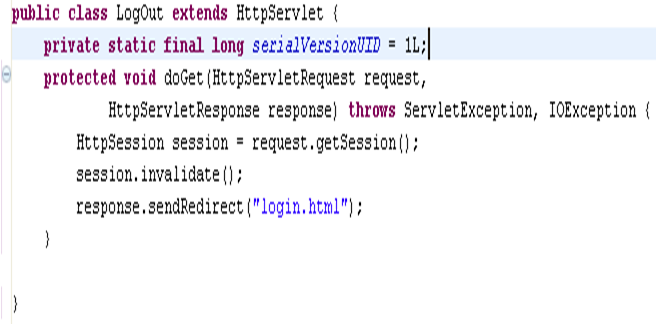 public class LogOut extends HttpServlet {
    private static final long serialVersionUID = 1L;
    protected void doGet(HttpServletRequest request,
            HttpServletResponse response) throws ServletException, IOException {
        HttpSession session = request.getSession();
        session.invalidate();
        response.sendRedirect("login.html");
    }
}